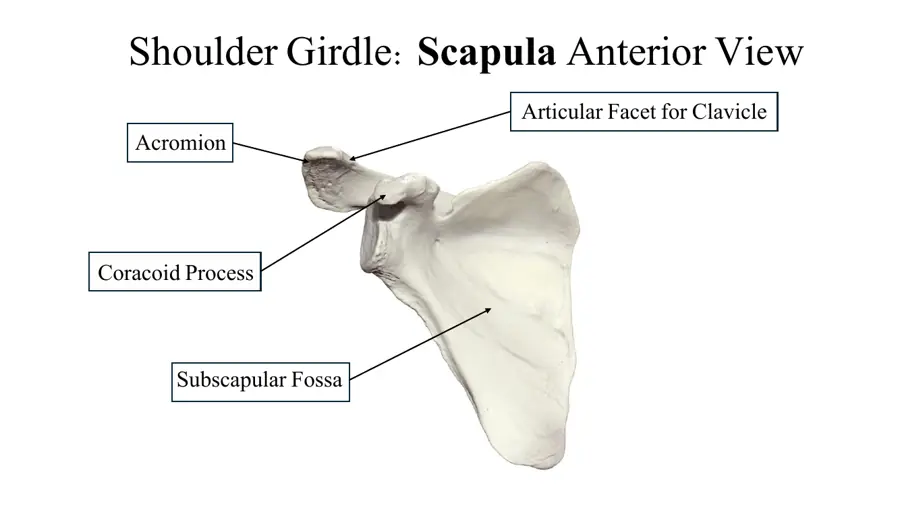 Shoulder Girdle: Scapula Anterior View
Articular Facet for Clavicle
Acromion
Coracoid Process
Subscapular Fossa